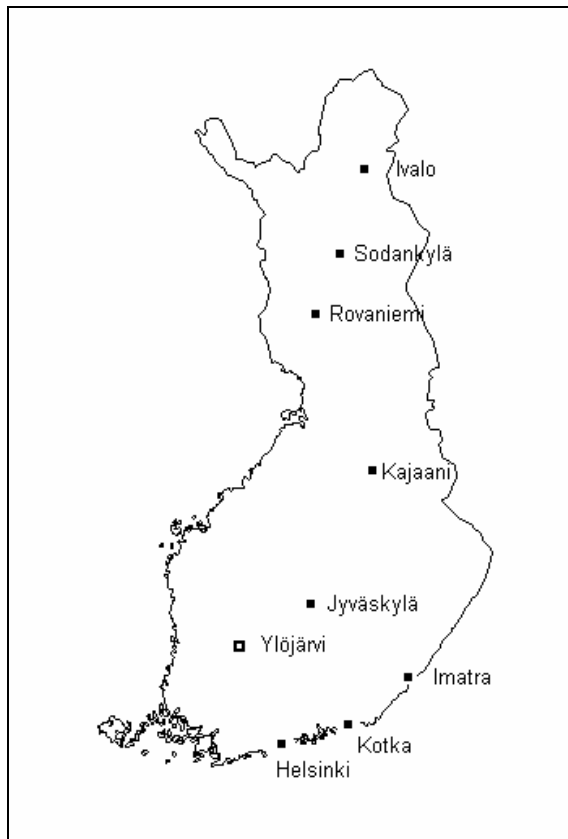 Ivalo
Sodankylä
Rovaniemi
Kajaani
Jyväskylä
Ylöjärvi
Imatra
Kotka
Helsinki